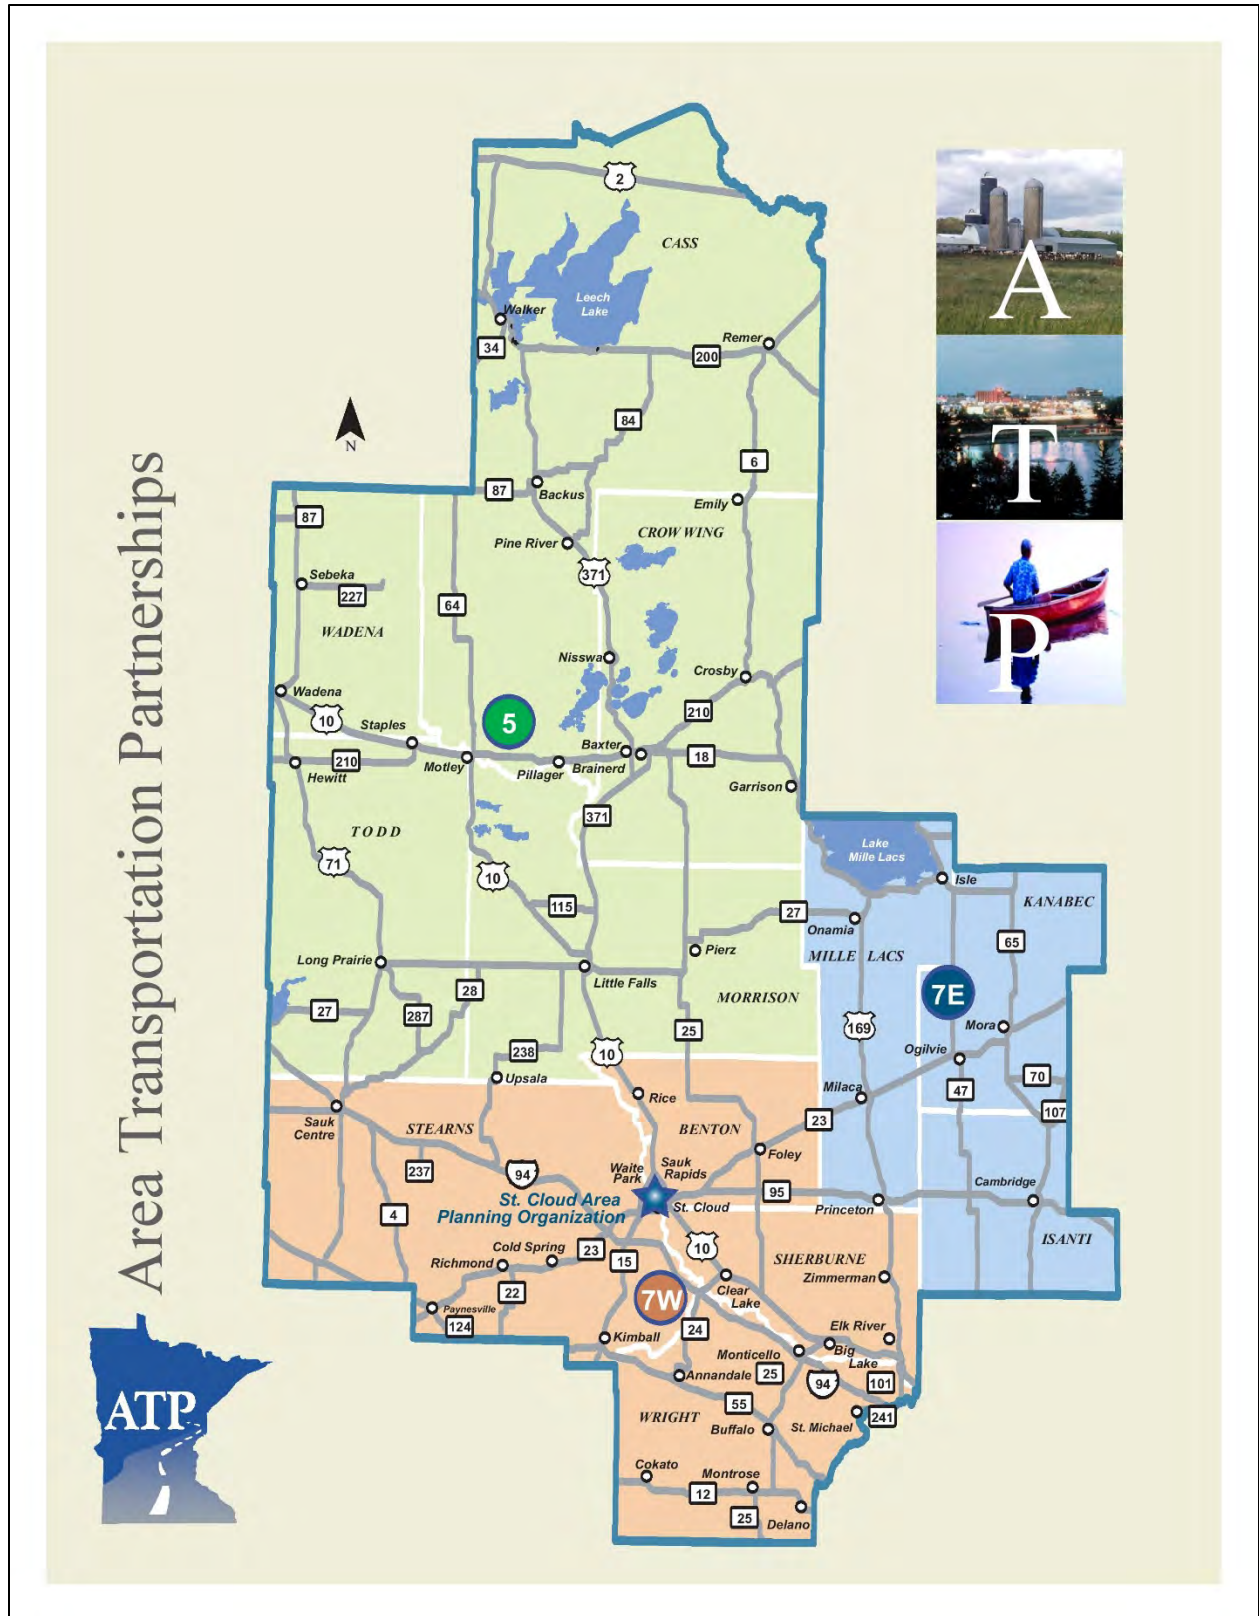 Area Transportation Partnerships
A
T
P
ATP
N
2
CASS
Leech
Lake
Walker
34
Remer
200
84
6
87
Backus
Emily
87
CROW WING
Pine River
371
Sebeka
227
64
WADENA
Nisswa
Crosby
Wadena
10
5
210
Staples
Baxter
18
210
Motley
Pillager
Brainerd
Hewitt
Garrison
371
TODD
71
10
Lake
Mille Lacs
Isle
KANABEC
115
27
Onamia
65
Pierz
MILLE LACS
Long Prairie
Little Falls
28
7E
MORRISON
27
287
25
169
Mora
238
10
Ogilvie
Upsala
70
47
Milaca
Rice
107
Sauk
Centre
23
STEARNS
BENTON
Foley
237
94
Waite
Park
Sauk
Rapids
95
Cambridge
St. Cloud Area
Planning Organization
St. Cloud
Princeton
4
ISANTI
Cold Spring
23
10
Richmond
15
SHERBURNE
Zimmerman
22
7W
Clear
Lake
Paynesville
124
24
Kimball
Elk River
Monticello
Big
Lake
Annandale
25
94
101
55
WRIGHT
241
Buffalo
St. Michael
Cokato
Montrose
12
25
Delano